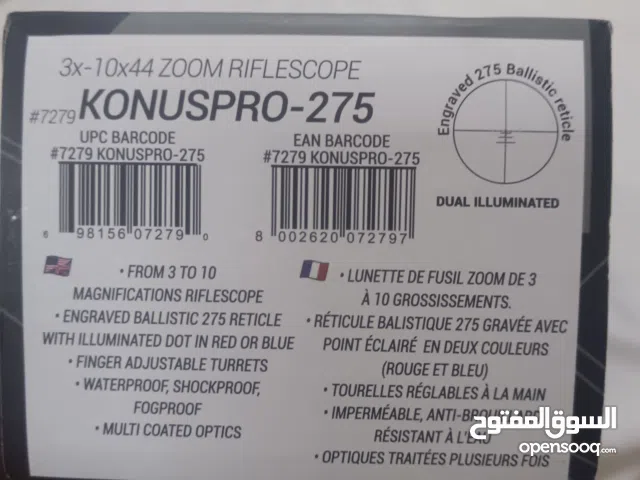 3x-10x44 ZOOM RIFLESCOPE
#7279 KONUSPRO-275
UPC BARCODE
#7279 KONUSPRO-275
6 98156 07279 0
EAN BARCODE
#7279 KONUSPRO-275
8 002620 072797
Engraved 275 Ballistic reticle
DUAL ILLUMINATED
• FROM 3 TO 10
MAGNIFICATIONS RIFLESCOPE
• ENGRAVED BALLISTIC 275 RETICLE
WITH ILLUMINATED DOT IN RED OR BLUE
• FINGER ADJUSTABLE TURRETS
• WATERPROOF, SHOCKPROOF,
FOGPROOF
• MULTI COATED OPTICS
• LUNETTE DE FUSIL ZOOM DE 3
À 10 GROSSISSEMENTS.
• RÉTICULE BALISTIQUE 275 GRAVÉE AVEC
POINT ÉCLAIRÉ EN DEUX COULEURS
(ROUGE ET BLEU)
• TOURELLES RÉGLABLES À LA MAIN
• IMPERMÉABLE,
RÉSISTANT À L'EAU
• OPTIQUES TRAITÉES PLUSIEURS FOIS
السوق المفتوح
opensooq.com